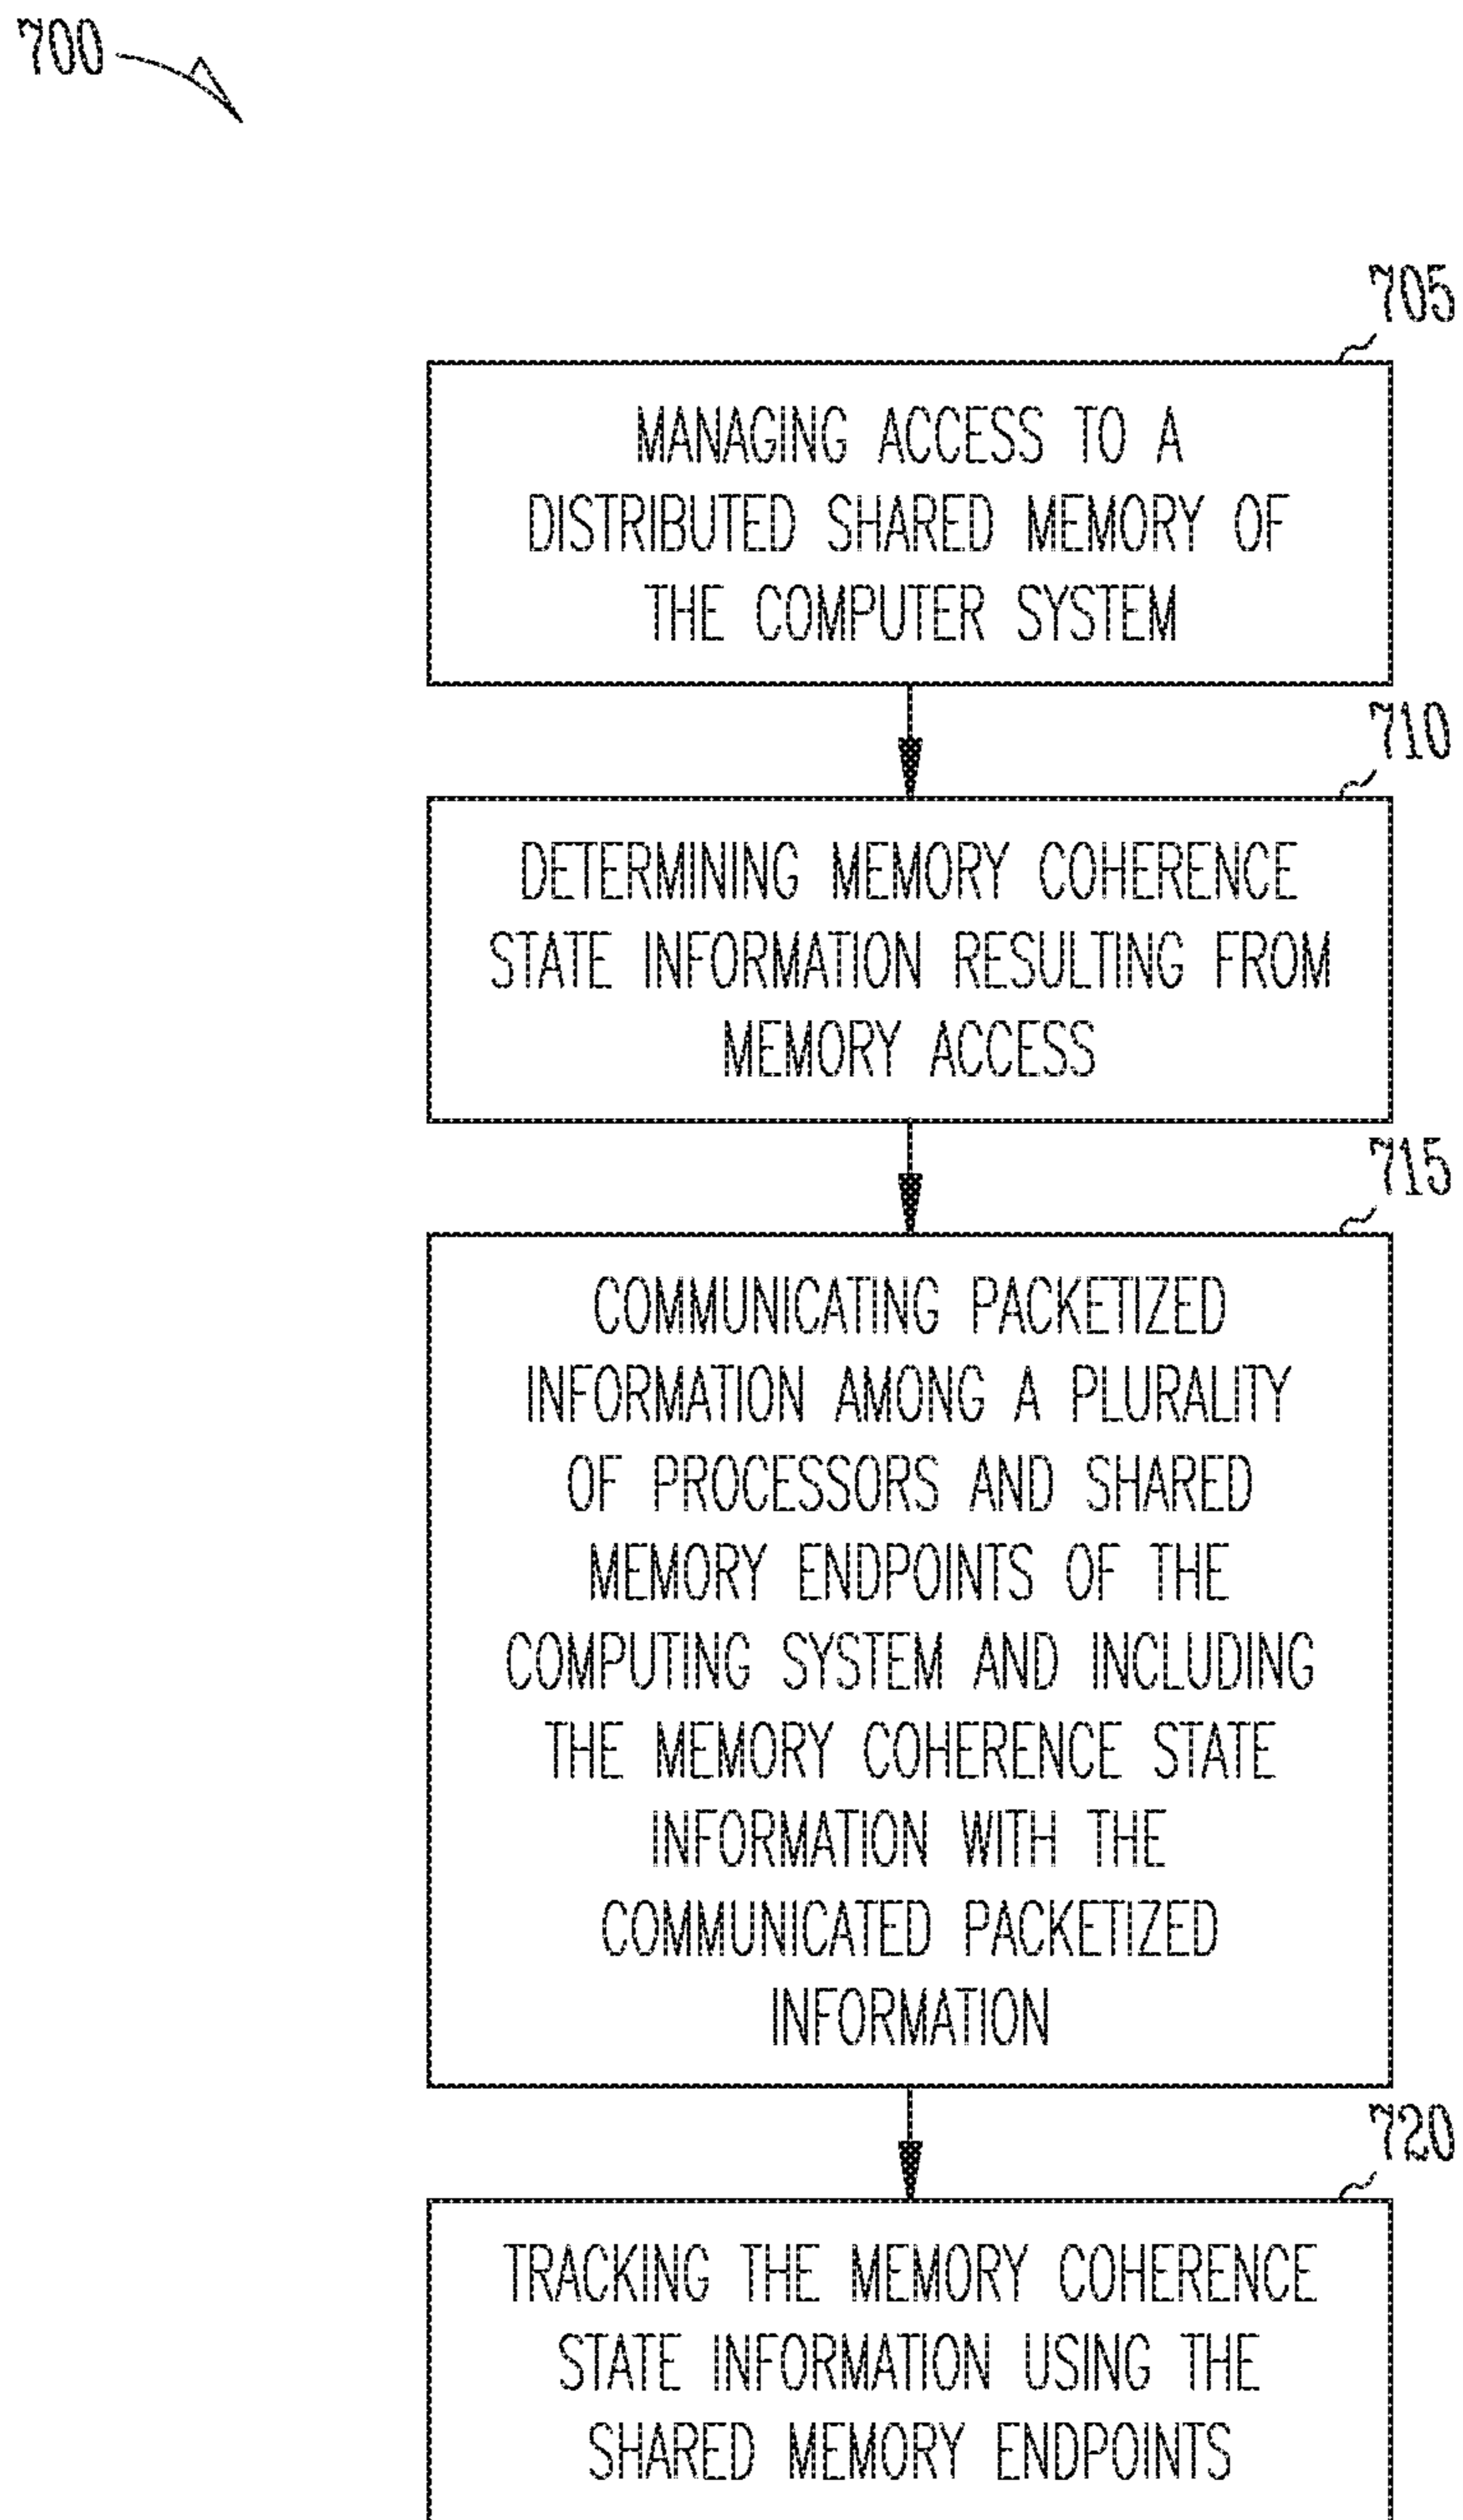 700
705
MANAGING ACCESS TO A
DISTRIBUTED SHARED MEMORY OF
THE COMPUTER SYSTEM
710
DETERMINING MEMORY COHERENCE
STATE INFORMATION RESULTING FROM
MEMORY ACCESS
715
COMMUNICATING PACKETIZED
INFORMATION AMONG A PLURALITY
OF PROCESSORS AND SHARED
MEMORY ENDPOINTS OF THE
COMPUTING SYSTEM AND INCLUDING
THE MEMORY COHERENCE STATE
INFORMATION WITH THE
COMMUNICATED PACKETIZED
INFORMATION
720
TRACKING THE MEMORY COHERENCE
STATE INFORMATION USING THE
SHARED MEMORY ENDPOINTS